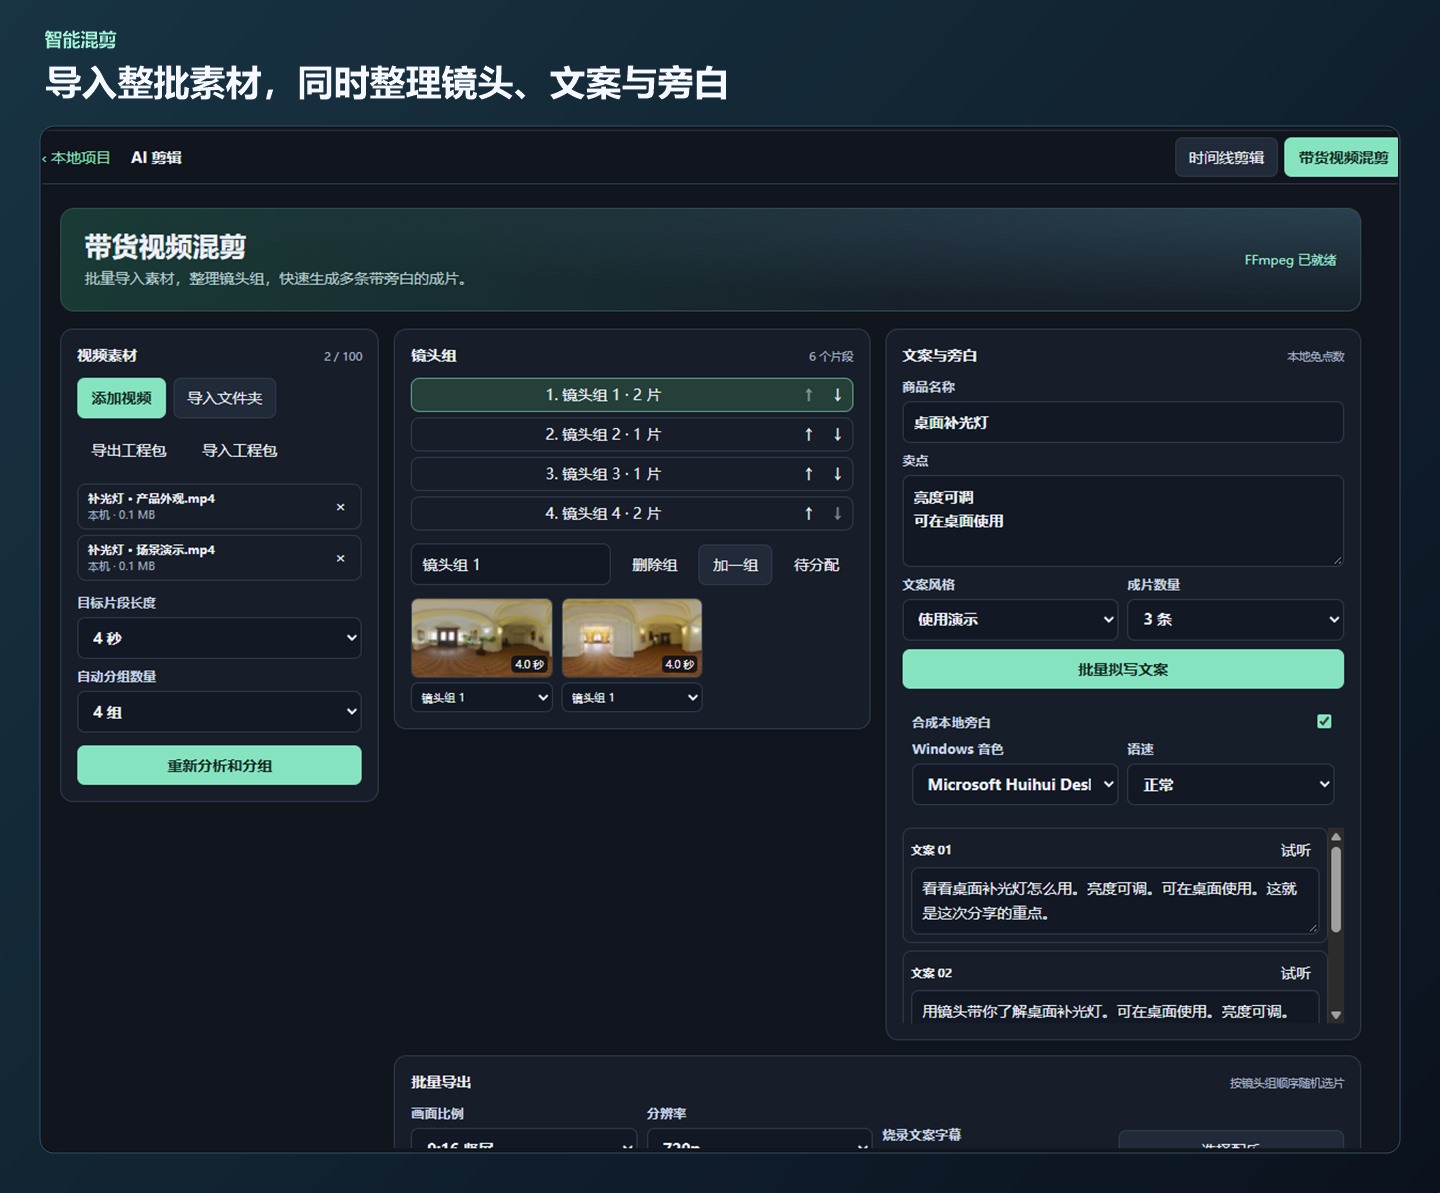 智能混剪
导入整批素材，同时整理镜头、文案与旁白
‹ 本地项目
AI 剪辑
时间线剪辑
带货视频混剪
带货视频混剪
批量导入素材，整理镜头组，快速生成多条带旁白的成片。
FFmpeg 已就绪
视频素材
2 / 100
添加视频
导入文件夹
导出工程包
导入工程包
补光灯 • 产品外观.mp4
本机 · 0.1 MB
×
补光灯 • 场景演示.mp4
本机 · 0.1 MB
×
目标片段长度
4 秒
自动分组数量
4 组
重新分析和分组
镜头组
6 个片段
1. 镜头组 1 · 2 片
↑ ↓
2. 镜头组 2 · 1 片
↑ ↓
3. 镜头组 3 · 1 片
↑ ↓
4. 镜头组 4 · 2 片
↑ ↓
镜头组 1
删除组
加一组
待分配
4.0 秒
4.0 秒
镜头组 1
镜头组 1
文案与旁白
本地免点数
商品名称
桌面补光灯
卖点
亮度可调
可在桌面使用
文案风格
成片数量
使用演示
3 条
批量拟写文案
合成本地旁白
Windows 音色
语速
Microsoft Huihui Des
正常
文案 01
试听
看看桌面补光灯怎么用。亮度可调。可在桌面使用。这就
是这次分享的重点。
文案 02
试听
用镜头带你了解桌面补光灯。可在桌面使用。亮度可调。
批量导出
按镜头组顺序随机选片
画面比例
分辨率
烧录文案字幕
9:16 竖屏
720p
选择配乐